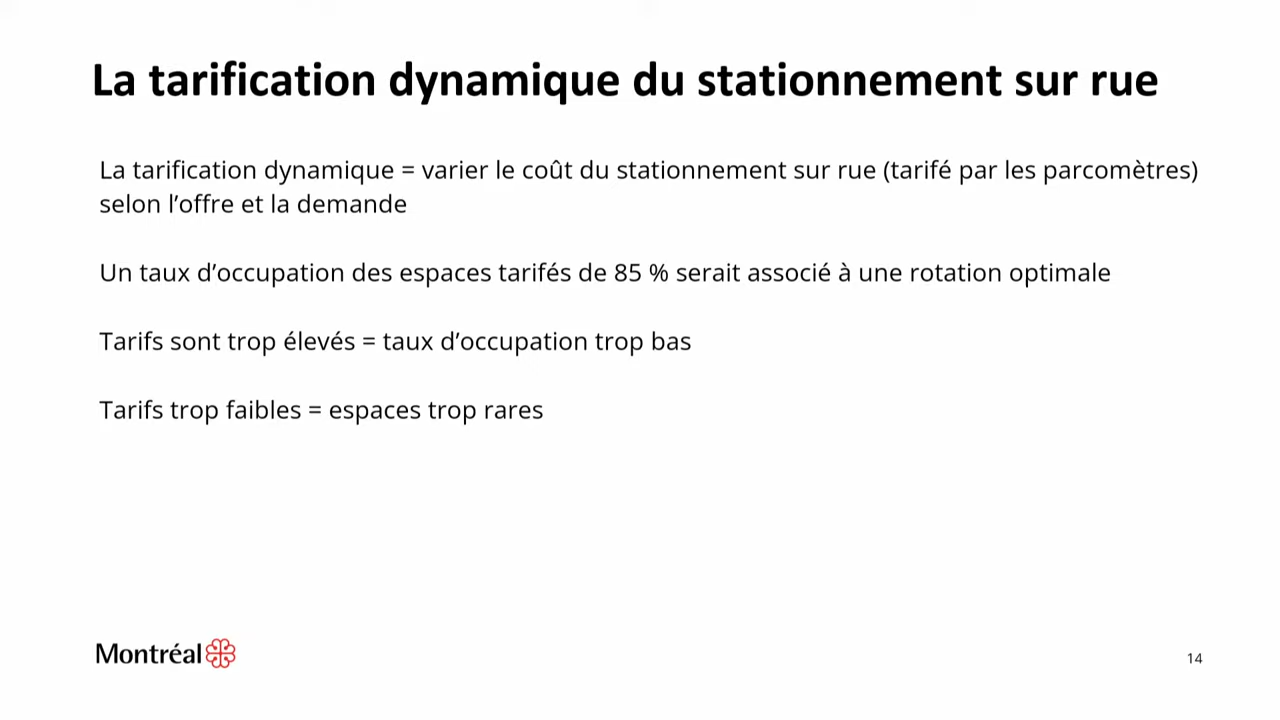 La tarification dynamique du stationnement sur rue
La tarification dynamique = varier le coût du stationnement sur rue (tarifé par les parcomètres)
selon l’offre et la demande
Un taux d’occupation des espaces tarifés de 85 % serait associé à une rotation optimale
Tarifs sont trop élevés = taux d’occupation trop bas
Tarifs trop faibles = espaces trop rares
Montréal
14